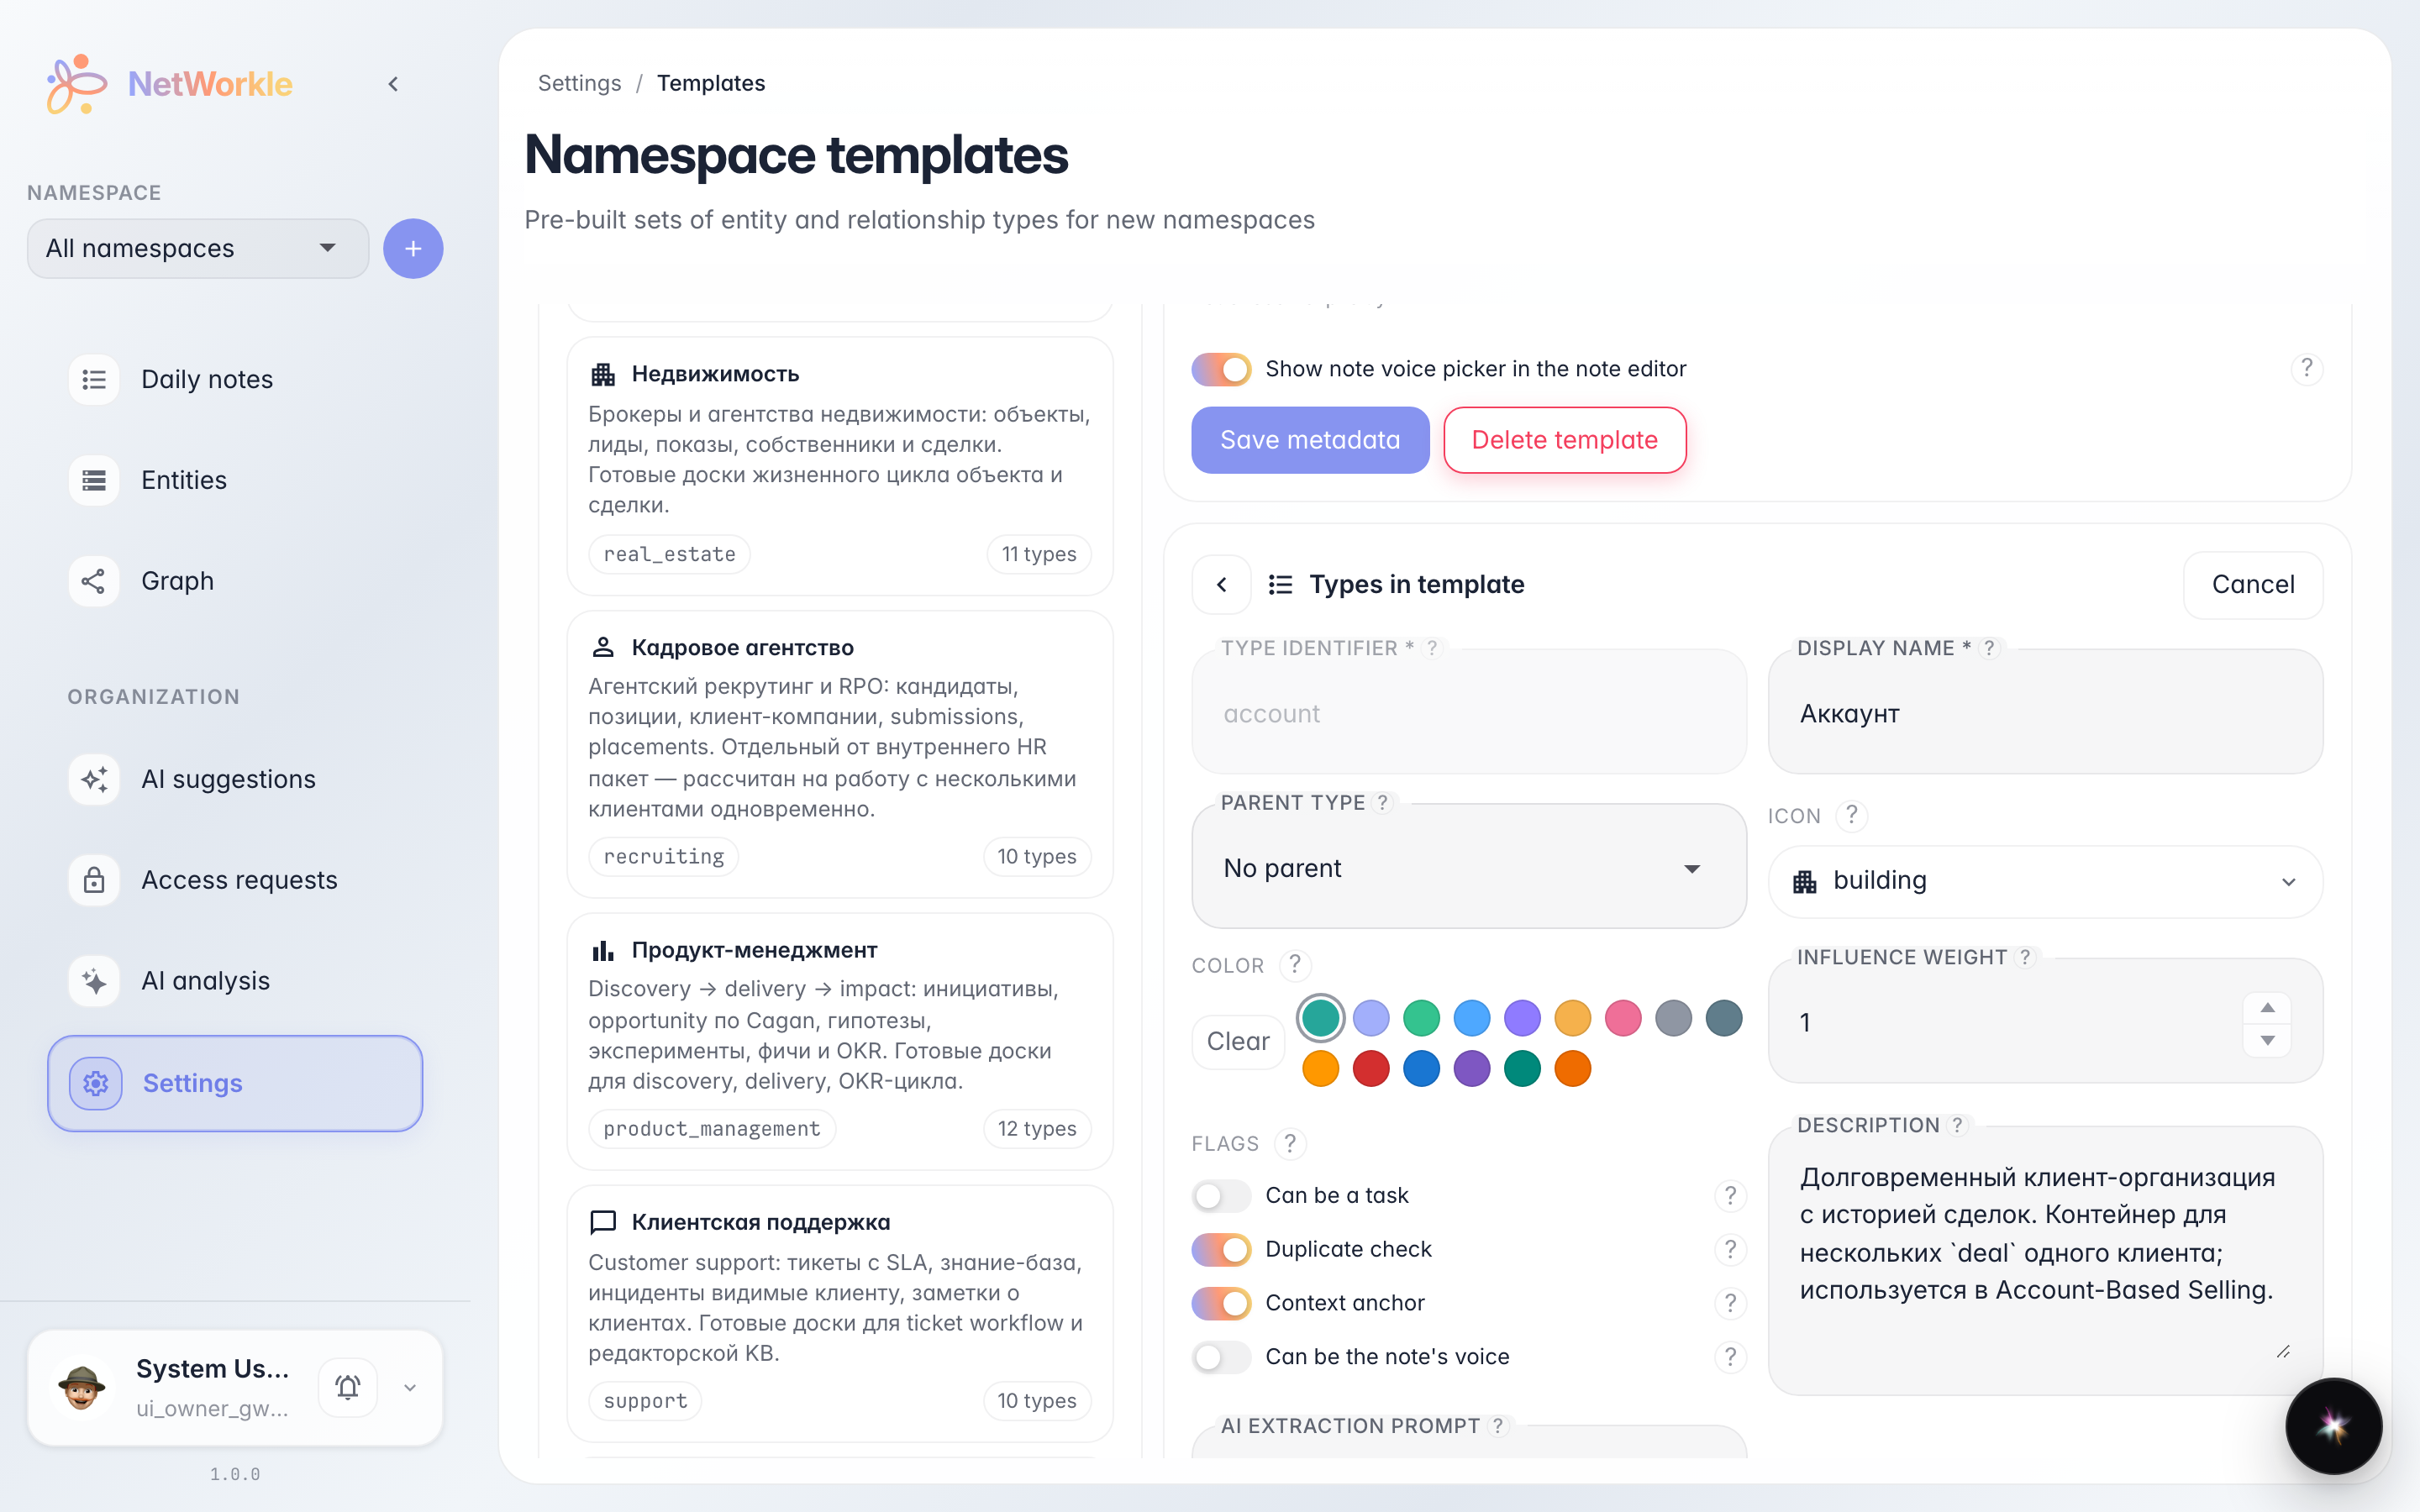 NetWorkle
NAMESPACE
All namespaces
+
Daily notes
Entities
Graph
ORGANIZATION
AI suggestions
Access requests
AI analysis
Settings
System Us...
ui_owner_gw...
1.0.0
Settings / Templates
Namespace templates
Pre-built sets of entity and relationship types for new namespaces
Недвижимость
Брокеры и агентства недвижимости: объекты,
лиды, показы, собственники и сделки.
Готовые доски жизненного цикла объекта и
сделки.
real_estate
11 types
Кадровое агентство
Агентский рекрутинг и RPO: кандидаты,
позиции, клиент-компании, submissions,
placements. Отдельный от внутреннего HR
пакет — рассчитан на работу с несколькими
клиентами одновременно.
recruiting
10 types
Продукт-менеджмент
Discovery → delivery → impact: инициативы,
opportunity по Cagan, гипотезы,
эксперименты, фичи и OKR. Готовые доски
для discovery, delivery, OKR-цикла.
product_management
12 types
Клиентская поддержка
Customer support: тикеты с SLA, знание-база,
инциденты видимые клиенту, заметки о
клиентах. Готовые доски для ticket workflow и
редакторской KB.
support
10 types
Show note voice picker in the note editor
?
Save metadata
Delete template
Types in template
Cancel
TYPE IDENTIFIER * ?
account
DISPLAY NAME * ?
Аккаунт
PARENT TYPE ?
No parent
ICON ?
building
COLOR ?
Clear
INFLUENCE WEIGHT ?
1
FLAGS ?
Can be a task ?
Duplicate check ?
Context anchor ?
Can be the note's voice ?
DESCRIPTION ?
Долговременный клиент-организация
с историей сделок. Контейнер для
нескольких `deal` одного клиента;
используется в Account-Based Selling.
AI EXTRACTION PROMPT ?